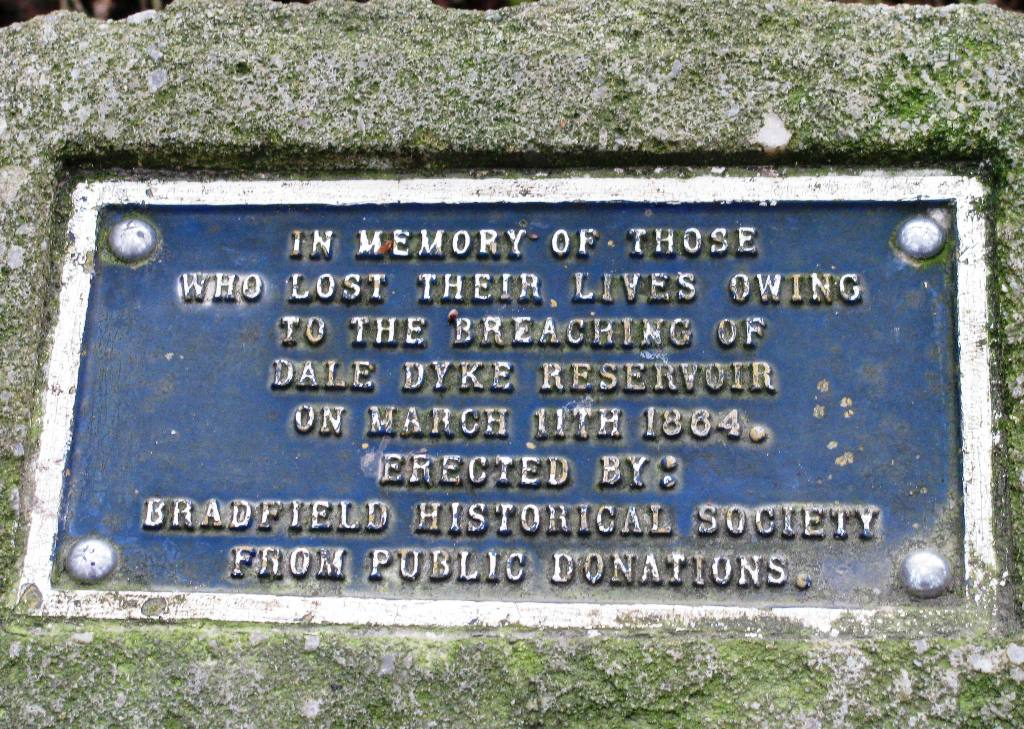 IN MEMORY OF THOSE
WHO LOST THEIR LIVES OWING
TO THE BREACHING OF
DALE DYKE RESERVOIR
ON MARCH 11TH 1864.
ERECTED BY:
BRADFIELD HISTORICAL SOCIETY
FROM PUBLIC DONATIONS.